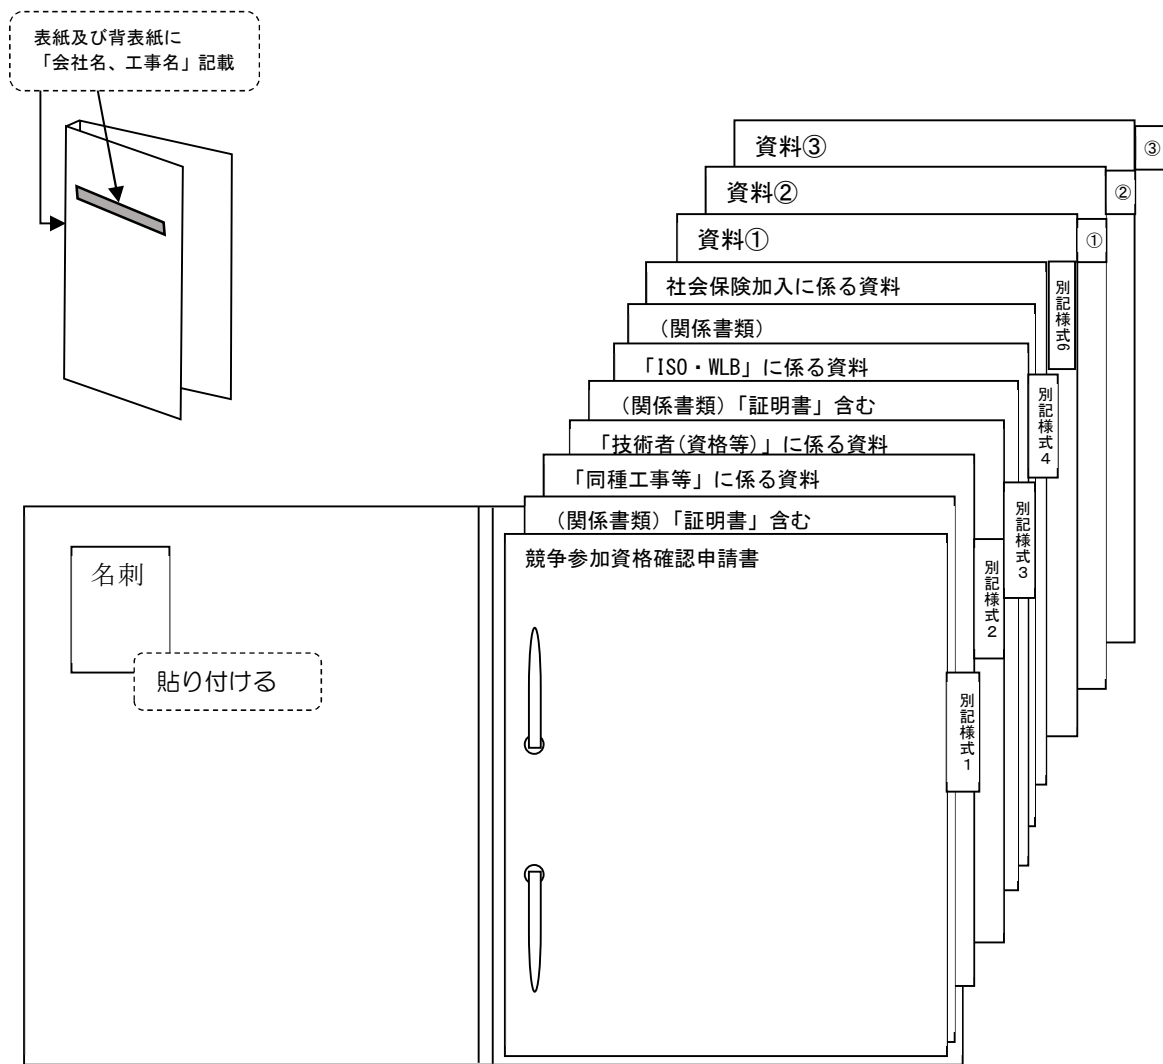 表紙及び背表紙に
「会社名、工事名」記載
資料③
③
資料②
②
資料①
①
社会保険加入に係る資料
別記様式6
(関係書類)
「ISO・WLB」に係る資料
別記様式4
(関係書類)「証明書」含む
「技術者(資格等)」に係る資料
別記様式3
「同種工事等」に係る資料
(関係書類)「証明書」含む
別記様式2
競争参加資格確認申請書
別記様式1
名刺
貼り付ける